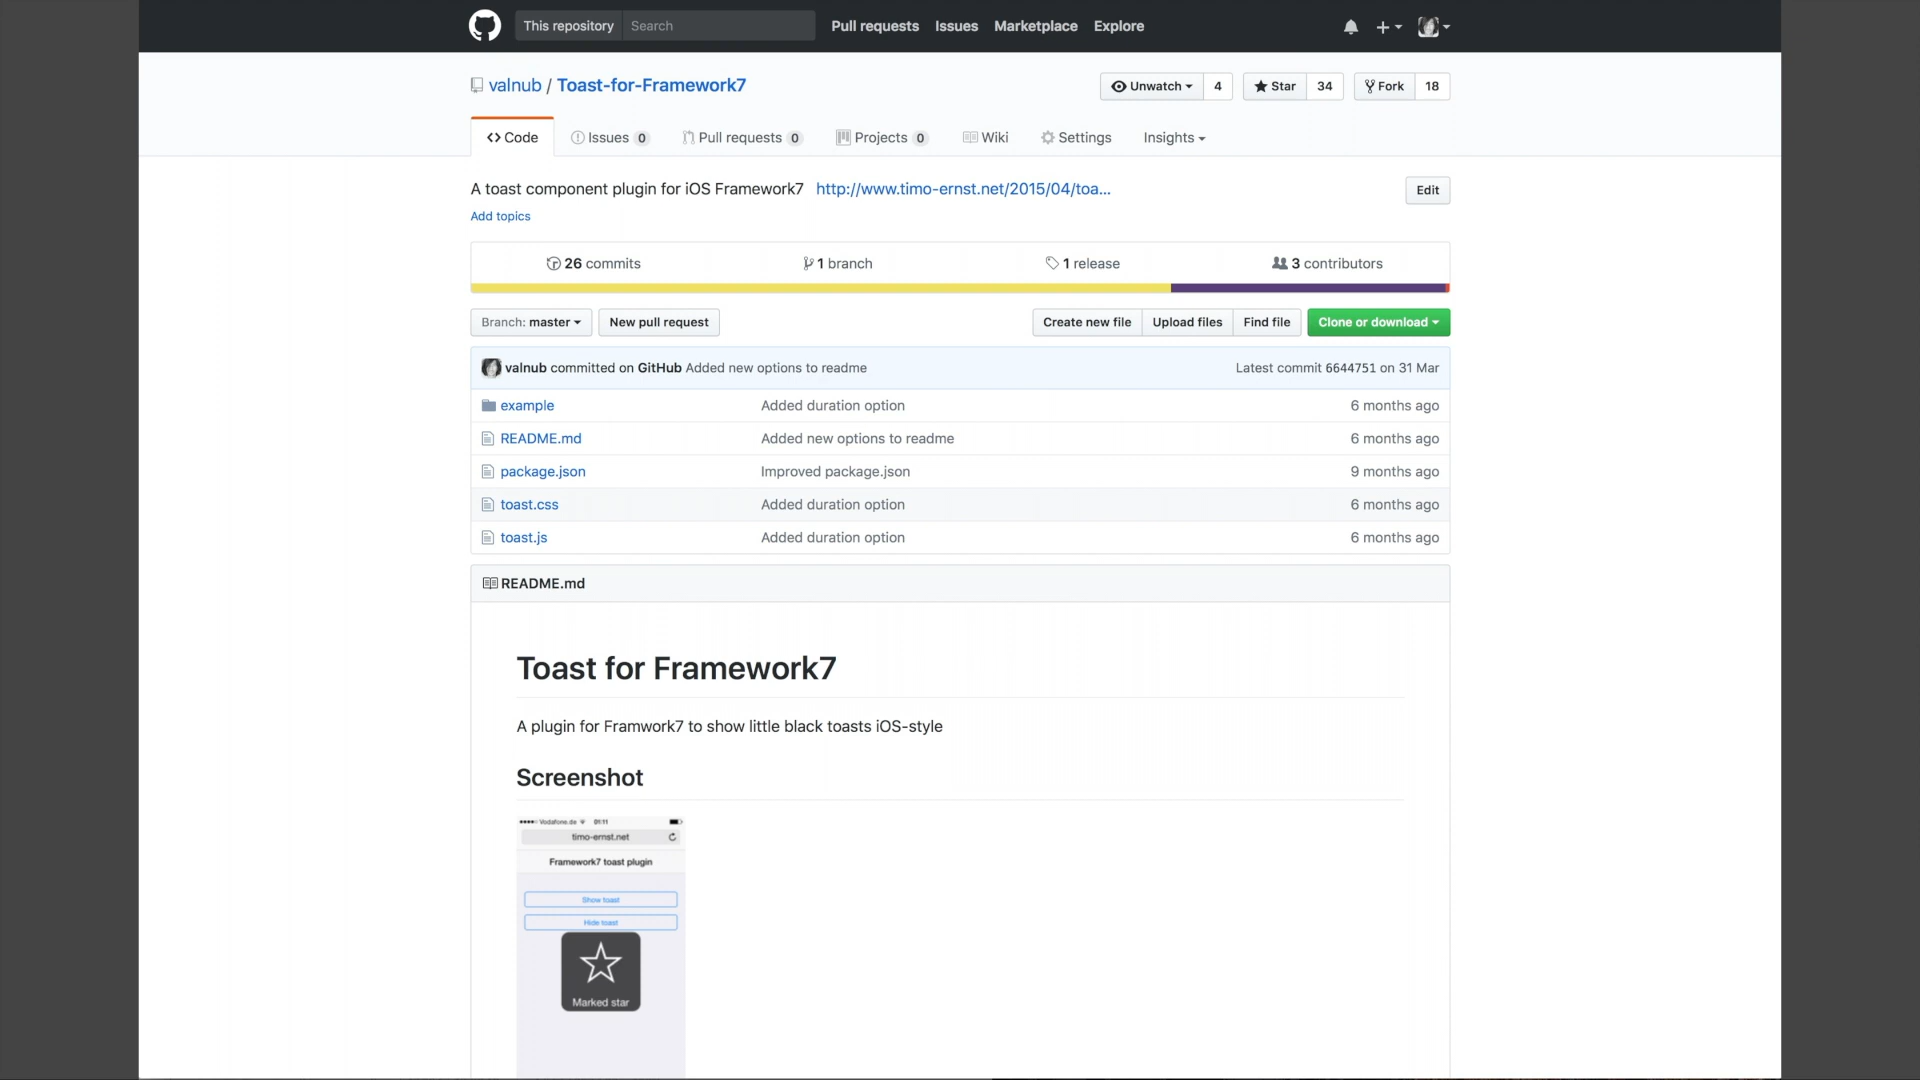 This repository Search Pull requests Issues Marketplace Explore
valnub / Toast-for-Framework7 Unwatch 4 Star 34 Fork 18
Code Issues 0 Pull requests 0 Projects 0 Wiki Settings Insights
A toast component plugin for iOS Framework7 http://www.timo-ernst.net/2015/04/toa... Edit
Add topics
26 commits 1 branch 1 release 3 contributors
Branch: master New pull request Create new file Upload files Find file Clone or download
valnub committed on GitHub Added new options to readme Latest commit 6644751 on 31 Mar
example Added duration option 6 months ago
README.md Added new options to readme 6 months ago
package.json Improved package.json 9 months ago
toast.css Added duration option 6 months ago
toast.js Added duration option 6 months ago
README.md
Toast for Framework7
A plugin for Framwork7 to show little black toasts iOS-style
Screenshot
Vodafone.de 01:11
timo-ernst.net
Framework7 toast plugin
Show toast
Hide toast
Marked star